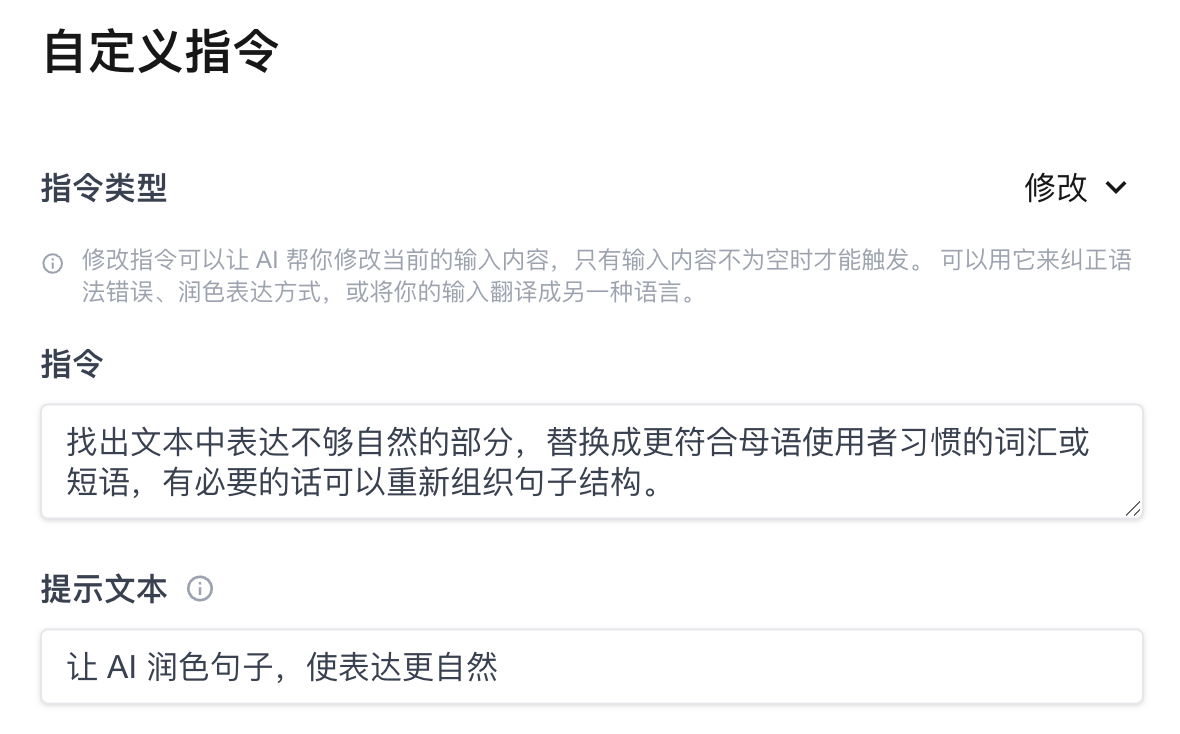 自定义指令
指令类型
修改
修改指令可以让 AI 帮你修改当前的输入内容，只有输入内容不为空时才能触发。 可以用它来纠正语
法错误、润色表达方式，或将你的输入翻译成另一种语言。
指令
找出文本中表达不够自然的部分，替换成更符合母语使用者习惯的词汇或
短语，有必要的话可以重新组织句子结构。
提示文本
让 AI 润色句子，使表达更自然